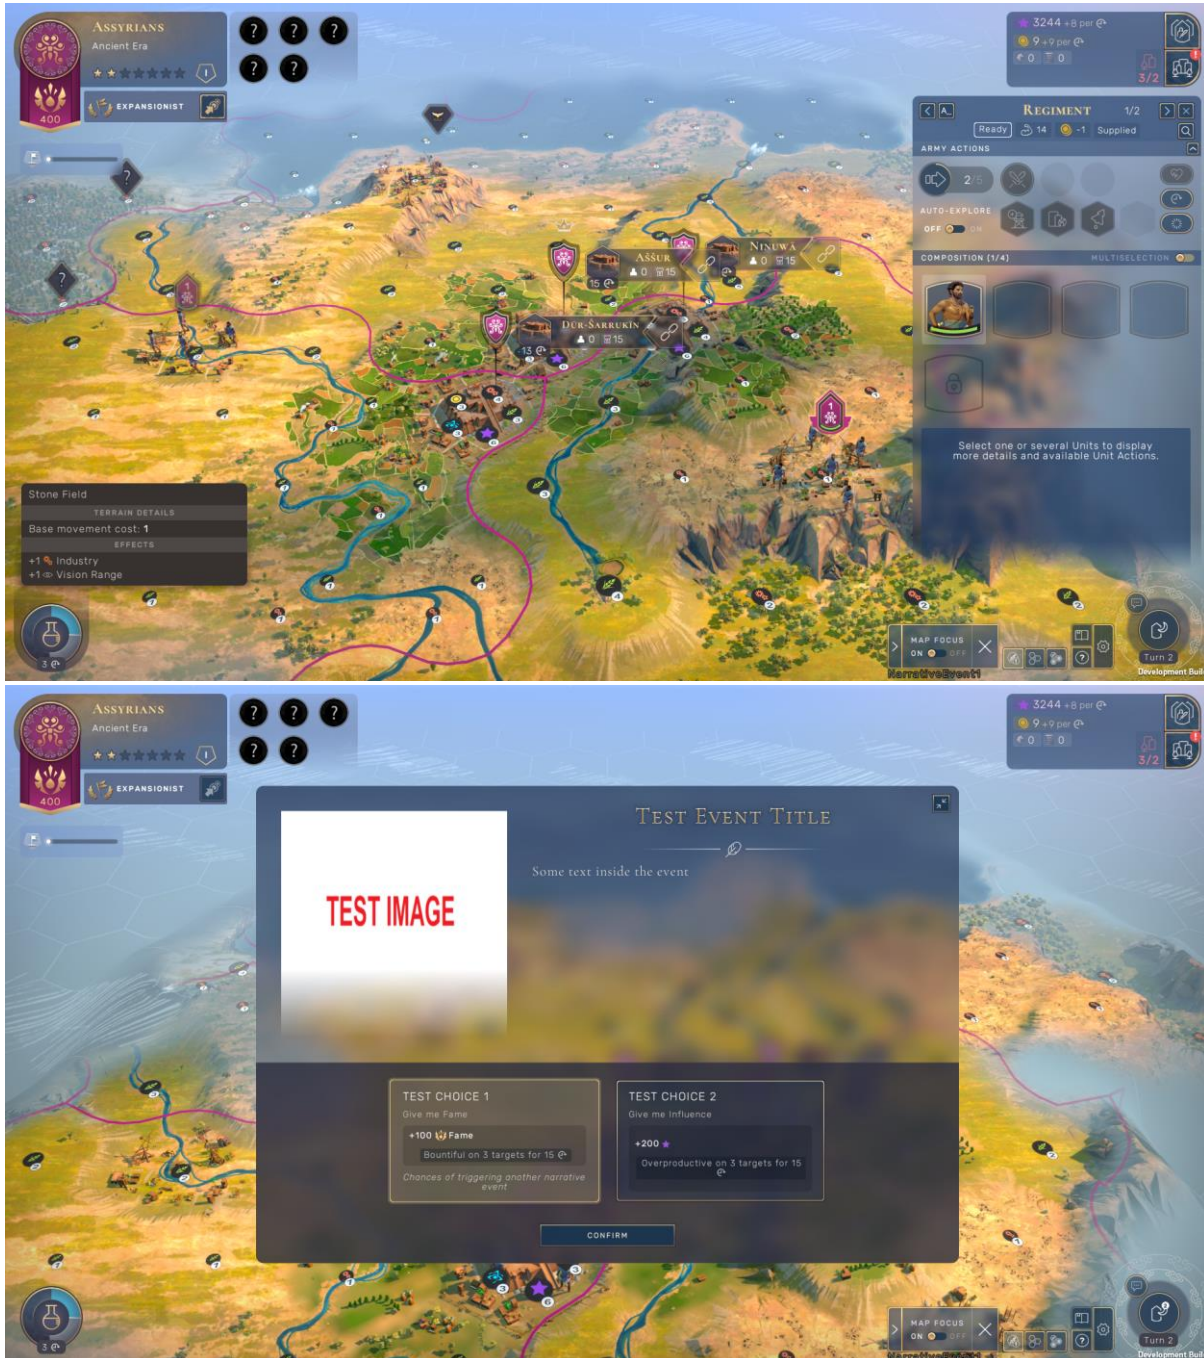 ASSYRIANS
Ancient Era
I
EXPANSIONIST
400
? ? ?
? ?
3244 +8 per
9 +9 per
0 0
3/2
REGIMENT 1/2
Ready 14 -1 Supplied
ARMY ACTIONS
2/5
AUTO-EXPLORE
OFF ON
COMPOSITION (1/4) MULTISELECTION
Select one or several Units to display
more details and available Unit Actions.
AŠŠUR
0 15
15
NINUWĀ
0 15
DŪR-ŠARRUKĪN
0 15
13
Stone Field
TERRAIN DETAILS
Base movement cost: 1
EFFECTS
+1 Industry
+1 Vision Range
3
MAP FOCUS
ON OFF
NarrativeEvent1
Turn 2
Development Buil
ASSYRIANS
Ancient Era
I
EXPANSIONIST
400
? ? ?
? ?
3244 +8 per
9 +9 per
0 0
3/2
TEST EVENT TITLE
Some text inside the event
TEST IMAGE
TEST CHOICE 1
Give me Fame
+100 Fame
Bountiful on 3 targets for 15
Chances of triggering another narrative
event
TEST CHOICE 2
Give me Influence
+200
Overproductive on 3 targets for 15
CONFIRM
3
MAP FOCUS
ON OFF
Turn 2
Development Buil